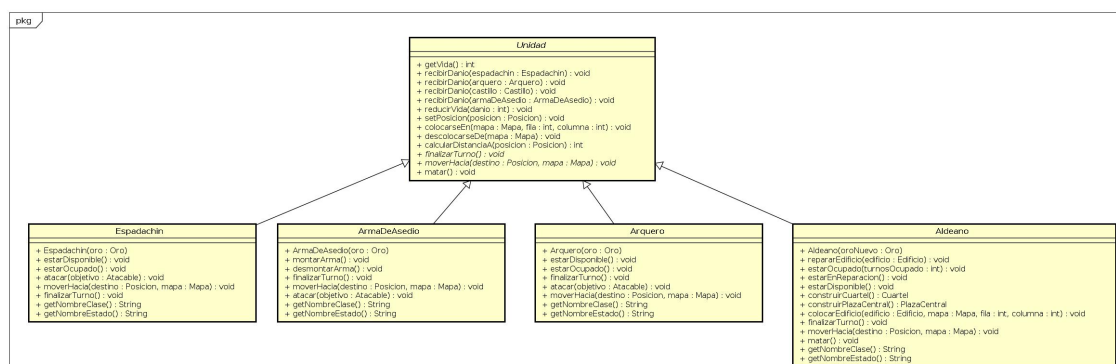 pkg
Unidad
+ getVida() : int
+ recibirDanio(espadachin : Espadachin) : void
+ recibirDanio(arquero : Arquero) : void
+ recibirDanio(castillo : Castillo) : void
+ recibirDanio(armaDeAsedio : ArmaDeAsedio) : void
+ reducirVida(danio : int) : void
+ setPosicion(posicion : Posicion) : void
+ colocarseEn(mapa : Mapa, fila : int, columna : int) : void
+ descolocarseDe(mapa : Mapa) : void
+ calcularDistanciaA(posicion : Posicion) : int
+ finalizarTurno() : void
+ moverHacia(destino : Posicion, mapa : Mapa) : void
+ matar() : void
Espadachin
+ Espadachin(oro : Oro)
+ estarDisponible() : void
+ estarOcupado() : void
+ atacar(objetivo : Atacable) : void
+ moverHacia(destino : Posicion, mapa : Mapa) : void
+ finalizarTurno() : void
+ getNombreClase() : String
+ getNombreEstado() : String
ArmaDeAsedio
+ ArmaDeAsedio(oro : Oro)
+ montarArma() : void
+ desmontarArma() : void
+ finalizarTurno() : void
+ moverHacia(destino : Posicion, mapa : Mapa) : void
+ atacar(objetivo : Atacable) : void
+ getNombreClase() : String
+ getNombreEstado() : String
Arquero
+ Arquero(oro : Oro)
+ estarDisponible() : void
+ estarOcupado() : void
+ finalizarTurno() : void
+ atacar(objetivo : Atacable) : void
+ moverHacia(destino : Posicion, mapa : Mapa) : void
+ getNombreClase() : String
+ getNombreEstado() : String
Aldeano
+ Aldeano(oroNuevo : Oro)
+ repararEdificio(edificio : Edificio) : void
+ estarOcupado(turnosOcupado : int) : void
+ estarEnReparacion() : void
+ estarDisponible() : void
+ construirCuartel() : Cuartel
+ construirPlazaCentral() : PlazaCentral
+ colocarEdificio(edificio : Edificio, mapa : Mapa, fila : int, columna : int) : void
+ finalizarTurno() : void
+ moverHacia(destino : Posicion, mapa : Mapa) : void
+ matar() : void
+ getNombreClase() : String
+ getNombreEstado() : String